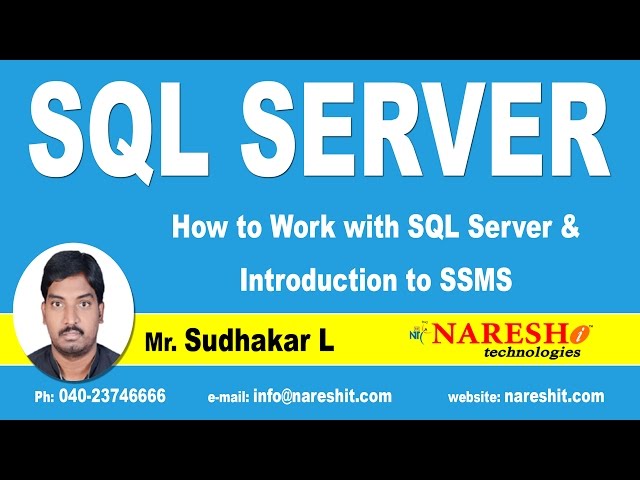 SQL SERVER
How to Work with SQL Server &
Introduction to SSMS
Mr. Sudhakar L
NARESH i
technologies
Ph: 040-23746666 e-mail: info@nareshit.com website: nareshit.com